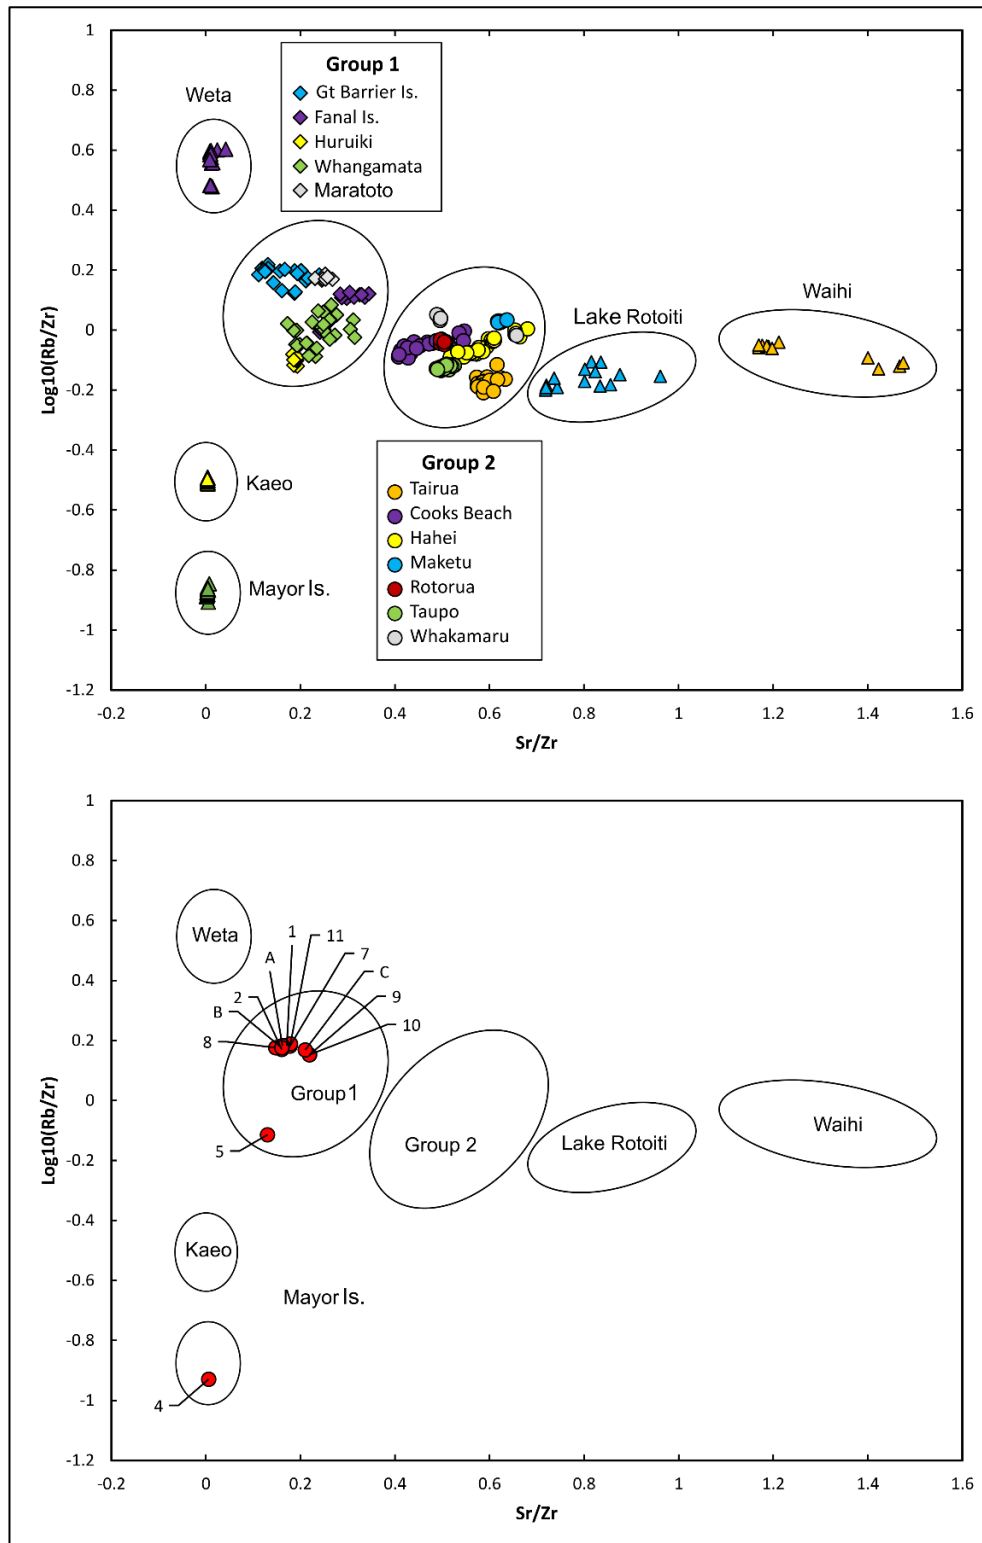 1
0.8
0.6
0.4
0.2
0
-0.2
-0.4
-0.6
-0.8
-1
-1.2
Log10(Rb/Zr)
Weta
Group 1
Gt Barrier Is.
Fanal Is.
Huruiki
Whangamata
Maratoto
Lake Rotoiti
Waihi
Kaeo
Mayor Is.
Group 2
Tairua
Cooks Beach
Hahei
Maketu
Rotorua
Taupo
Whakamaru
-0.2 0 0.2 0.4 0.6 0.8 1 1.2 1.4 1.6
Sr/Zr
1
0.8
0.6
0.4
0.2
0
-0.2
-0.4
-0.6
-0.8
-1
-1.2
Log10(Rb/Zr)
Weta
1
11
A
7
C
2
9
B
10
8
Group 1
5
Group 2
Lake Rotoiti
Waihi
Kaeo
Mayor Is.
4
-0.2 0 0.2 0.4 0.6 0.8 1 1.2 1.4 1.6
Sr/Zr